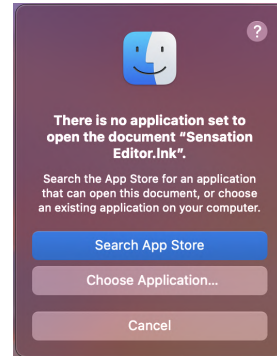 ?
There is no application set to
open the document “Sensation
Editor.lnk”.
Search the App Store for an application
that can open this document, or choose
an existing application on your computer.
Search App Store
Choose Application...
Cancel